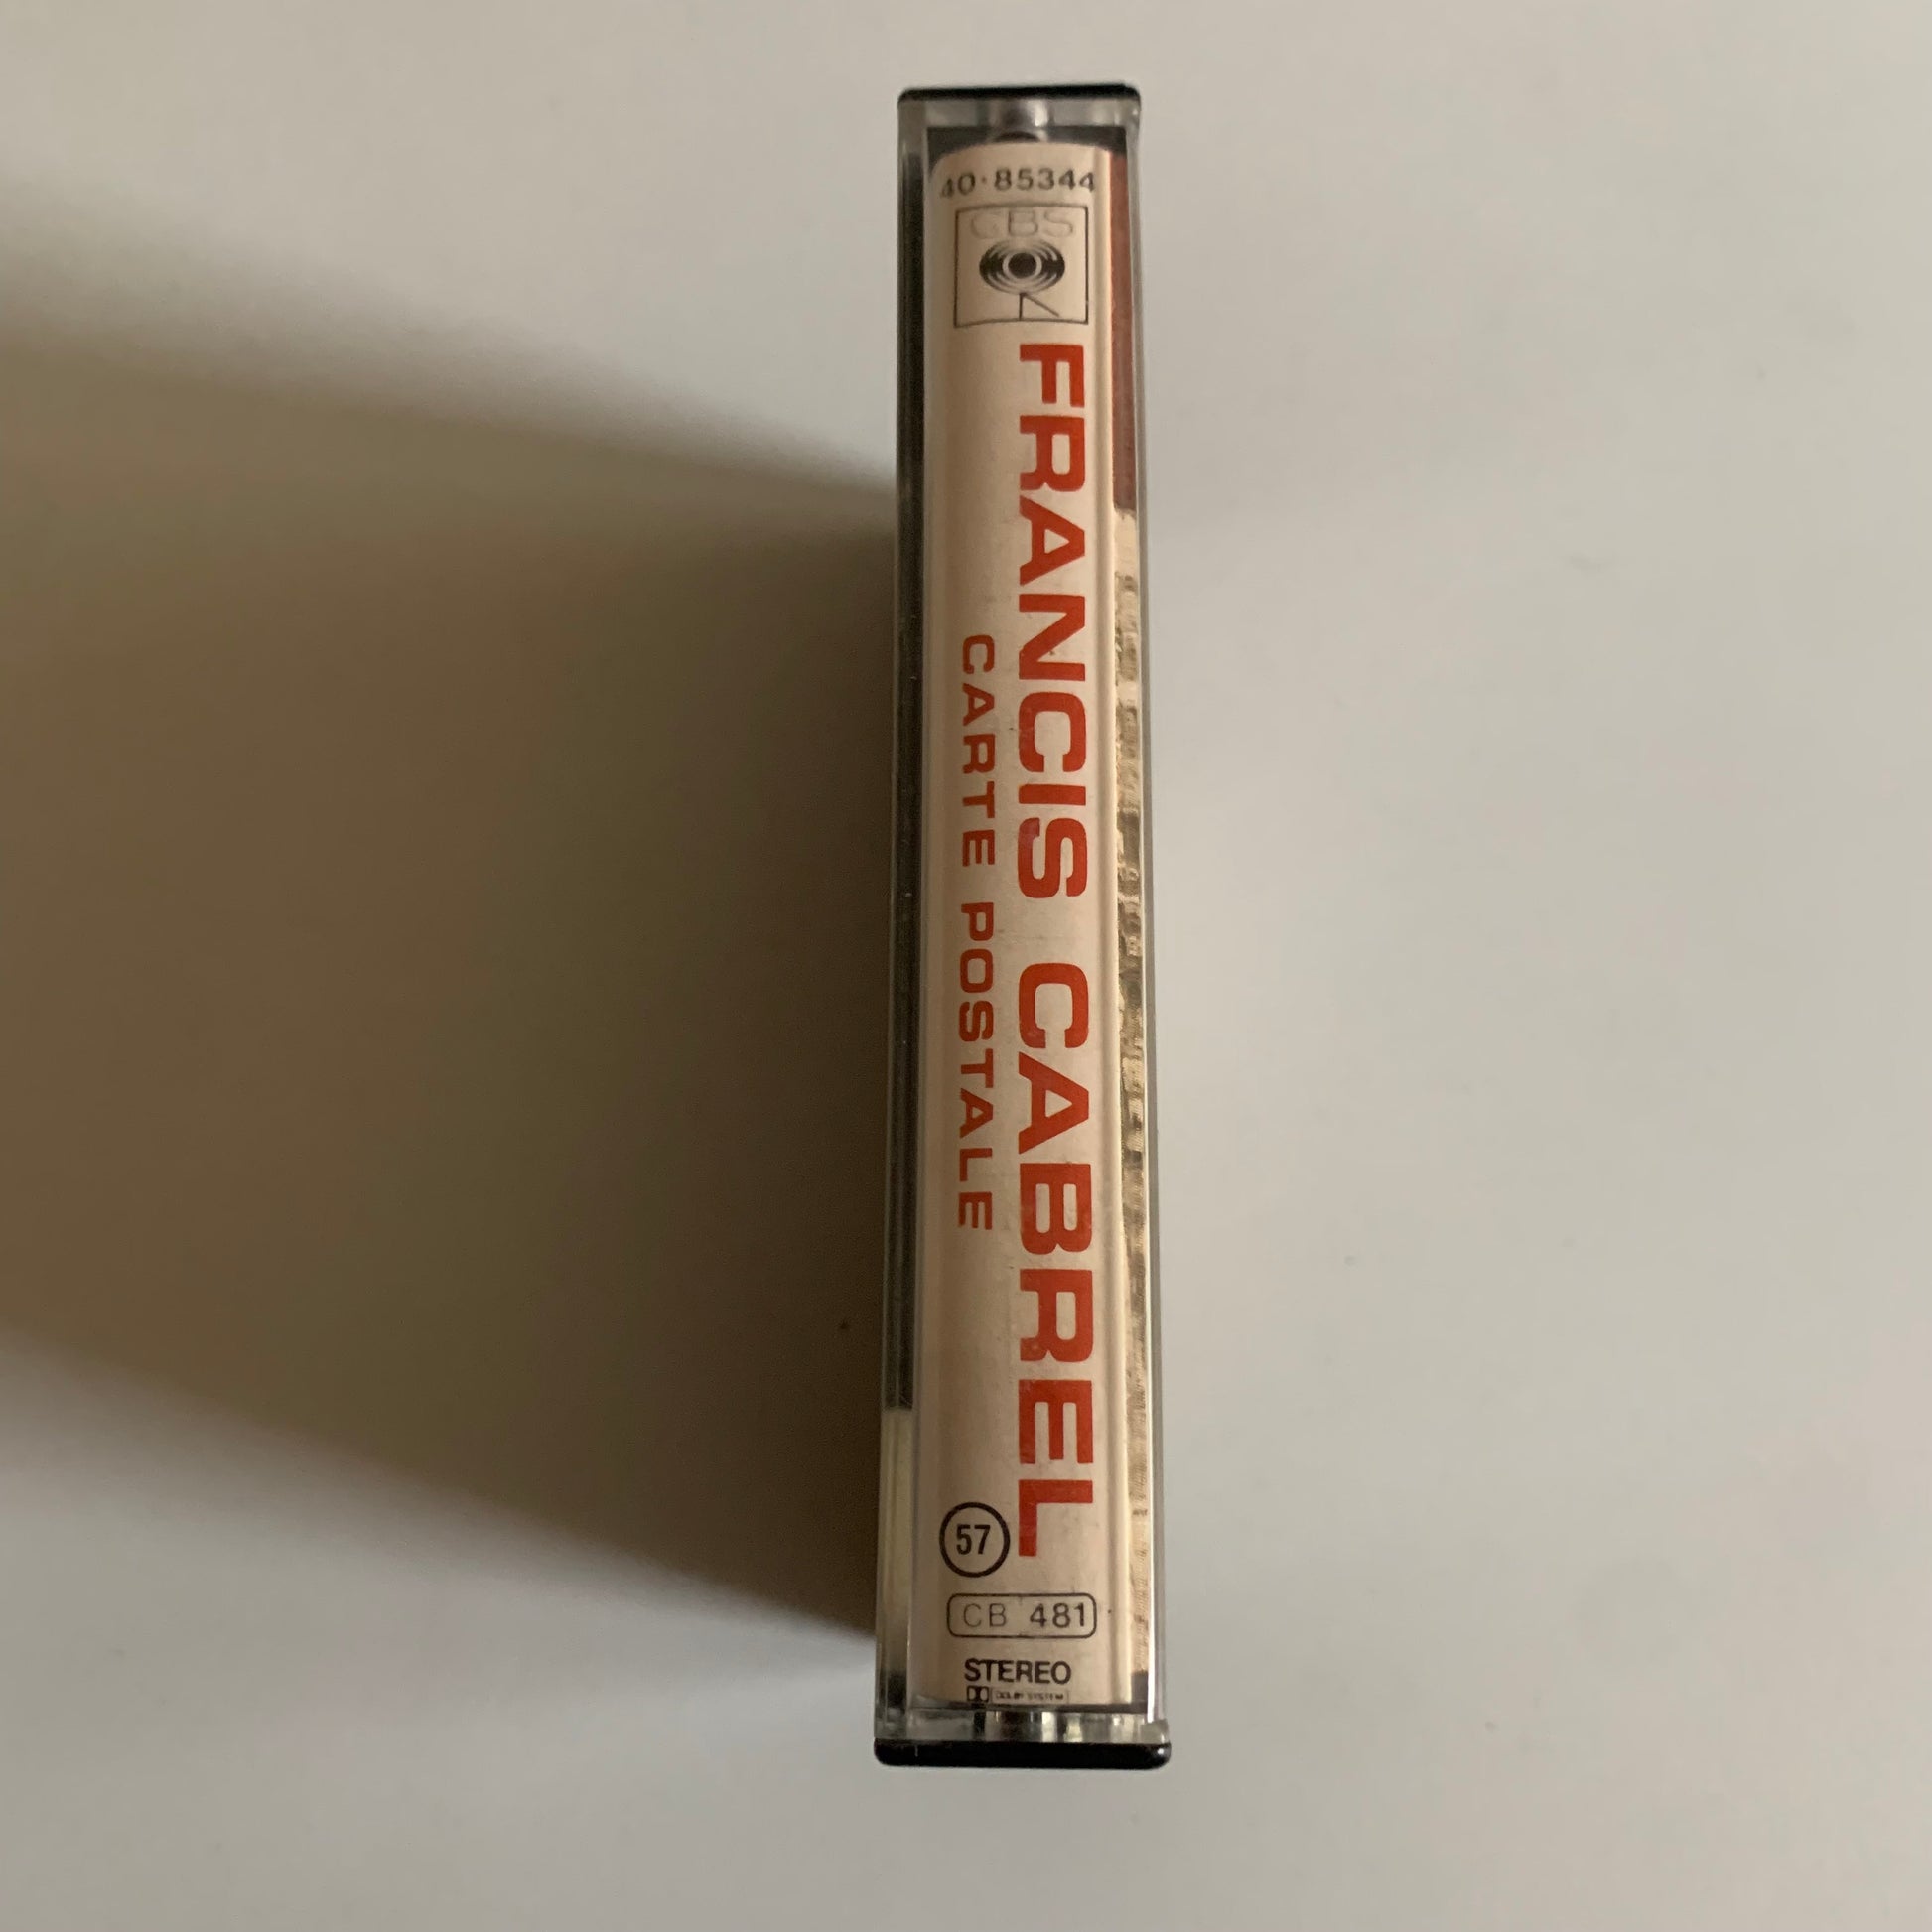 40·85344
CBS
FRANCIS CABREL
CARTE POSTALE
57
CB 481
STEREO
DOLBY SYSTEM